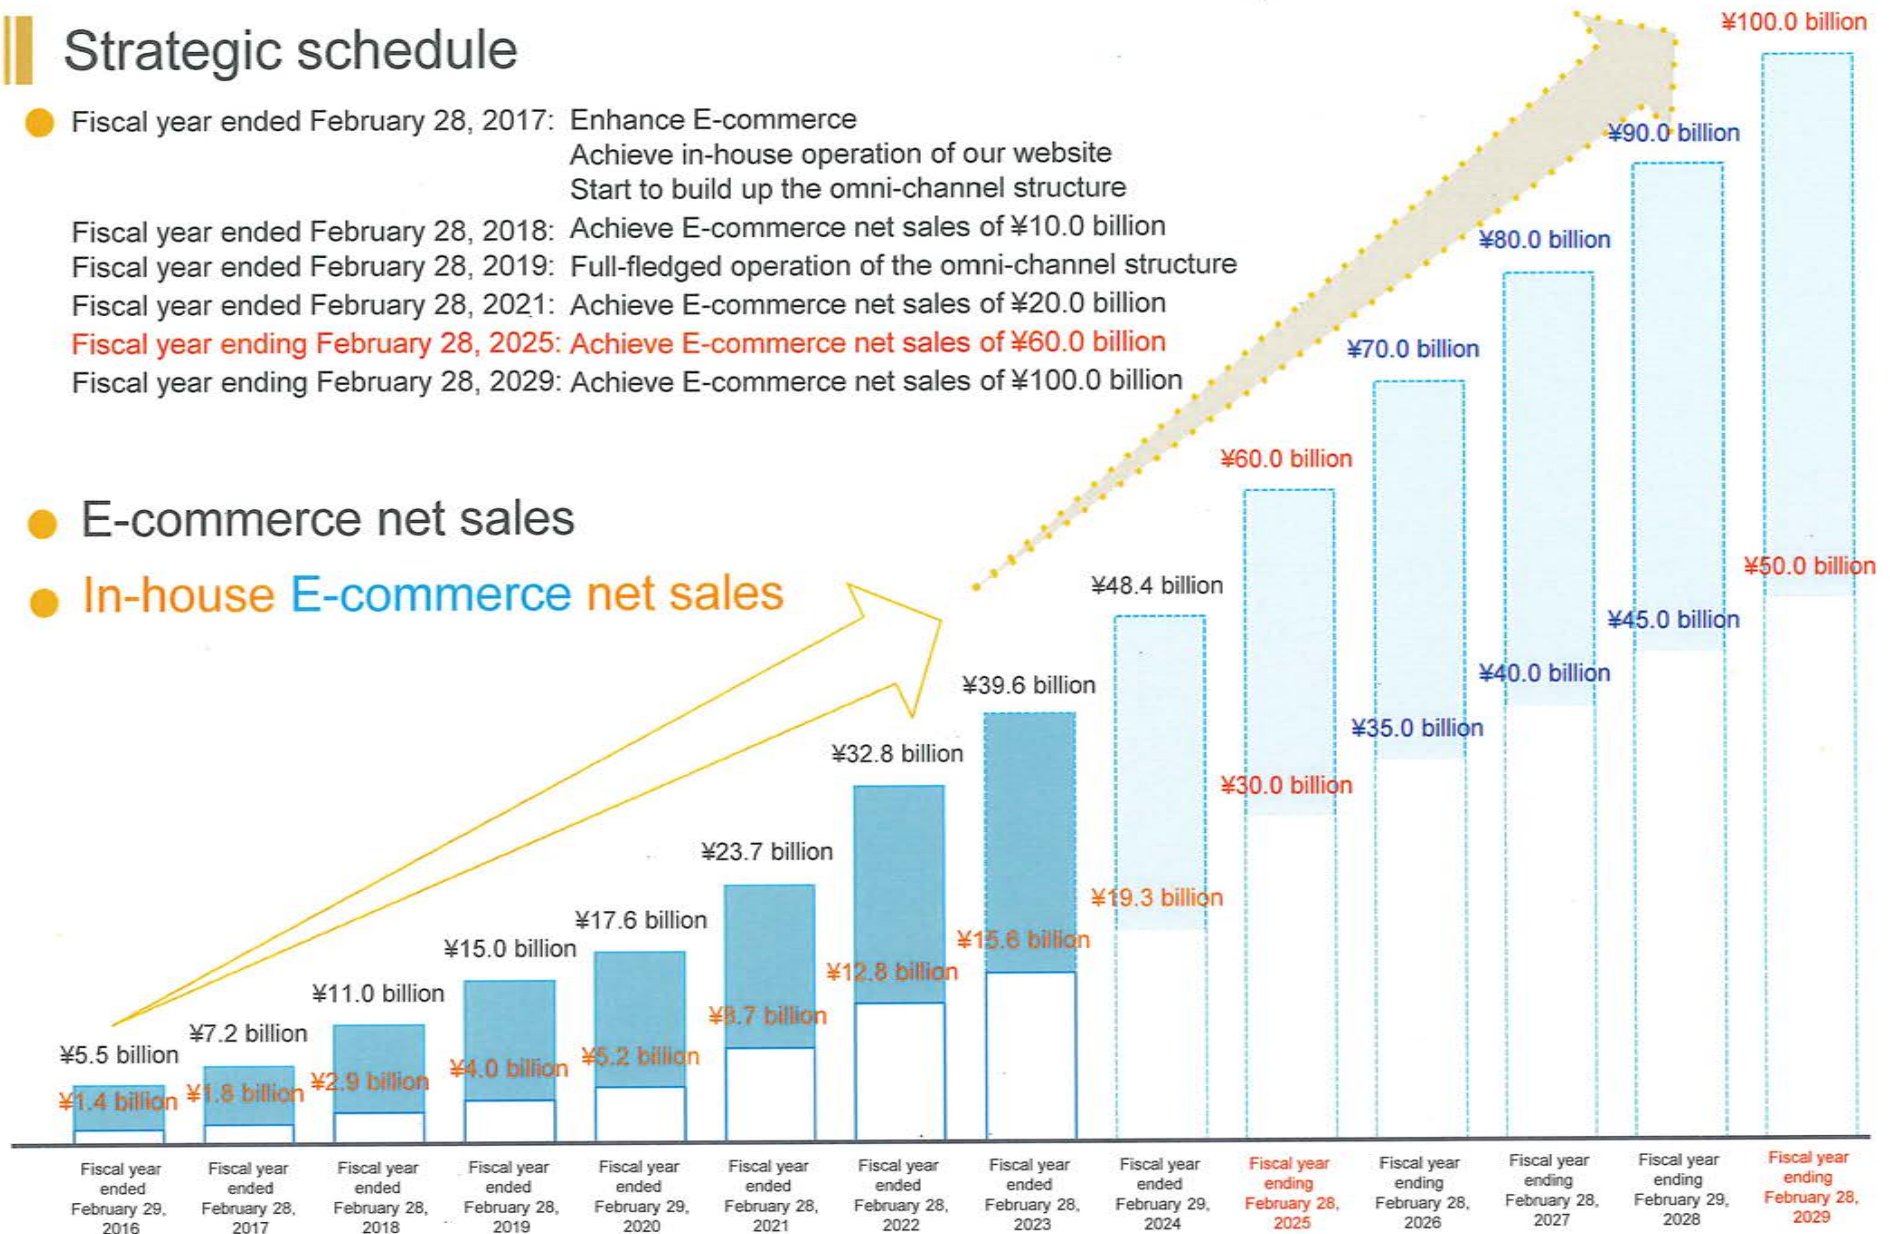 Strategic schedule
Fiscal year ended February 28, 2017: Enhance E-commerce
Achieve in-house operation of our website
Start to build up the omni-channel structure
Fiscal year ended February 28, 2018: Achieve E-commerce net sales of ¥10.0 billion
Fiscal year ended February 28, 2019: Full-fledged operation of the omni-channel structure
Fiscal year ended February 28, 2021: Achieve E-commerce net sales of ¥20.0 billion
Fiscal year ending February 28, 2025: Achieve E-commerce net sales of ¥60.0 billion
Fiscal year ending February 28, 2029: Achieve E-commerce net sales of ¥100.0 billion
E-commerce net sales
In-house E-commerce net sales
¥5.5 billion
¥1.4 billion
¥7.2 billion
¥1.8 billion
¥11.0 billion
¥2.9 billion
¥15.0 billion
¥4.0 billion
¥17.6 billion
¥5.2 billion
¥23.7 billion
¥8.7 billion
¥32.8 billion
¥12.8 billion
¥39.6 billion
¥15.6 billion
¥48.4 billion
¥19.3 billion
¥60.0 billion
¥30.0 billion
¥70.0 billion
¥35.0 billion
¥80.0 billion
¥40.0 billion
¥90.0 billion
¥45.0 billion
¥100.0 billion
¥50.0 billion
Fiscal year
ended
February 29,
2016
Fiscal year
ended
February 28,
2017
Fiscal year
ended
February 28,
2018
Fiscal year
ended
February 28,
2019
Fiscal year
ended
February 29,
2020
Fiscal year
ended
February 28,
2021
Fiscal year
ended
February 28,
2022
Fiscal year
ended
February 28,
2023
Fiscal year
ended
February 29,
2024
Fiscal year
ending
February 28,
2025
Fiscal year
ending
February 28,
2026
Fiscal year
ending
February 28,
2027
Fiscal year
ending
February 29,
2028
Fiscal year
ending
February 28,
2029